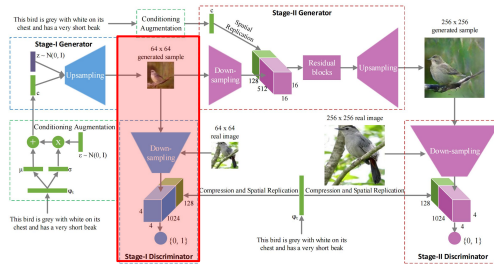 This bird is grey with white on its
chest and has a very short beak
Conditioning
Augmentation
c
Spatial
Replication
Stage-II Generator
256 x 256
generated sample
Stage-I Generator
z ~ N(0, I)
Upsampling
c
64 x 64
generated sample
Down-
sampling
128
512
16
16
Residual
blocks
Upsampling
Conditioning Augmentation
+
x
ε ~ N(0, I)
μ
σ
φt
This bird is grey with white on its
chest and has a very short beak
64 x 64
real image
Down-
sampling
256 x 256 real image
Down-sampling
Compression and Spatial Replication
Compression and Spatial Replication
128
1024
4
4
{0, 1}
Stage-I Discriminator
φt
This bird is grey with white on its
chest and has a very short beak
128
1024
4
4
{0, 1}
Stage-II Discriminator